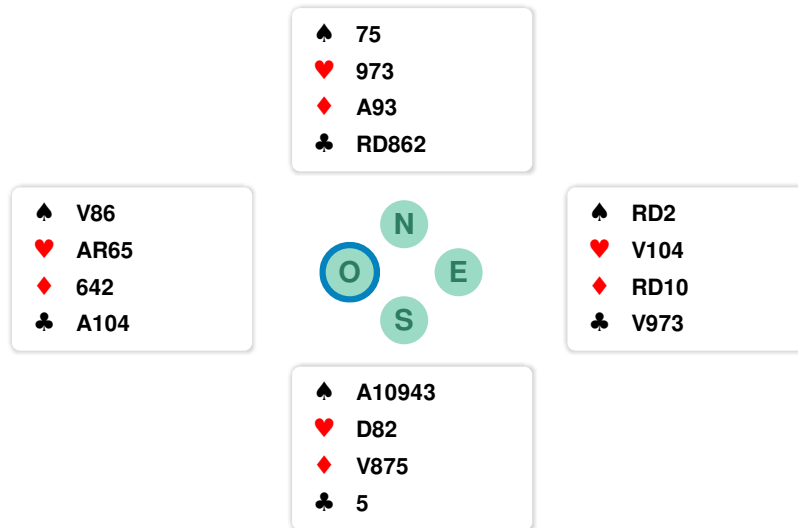 ♠ 75
♥ 973
♦ A93
♣ RD862
♠ V86
♥ AR65
♦ 642
♣ A104
N
O
E
S
♠ RD2
♥ V104
♦ RD10
♣ V973
♠ A10943
♥ D82
♦ V875
♣ 5